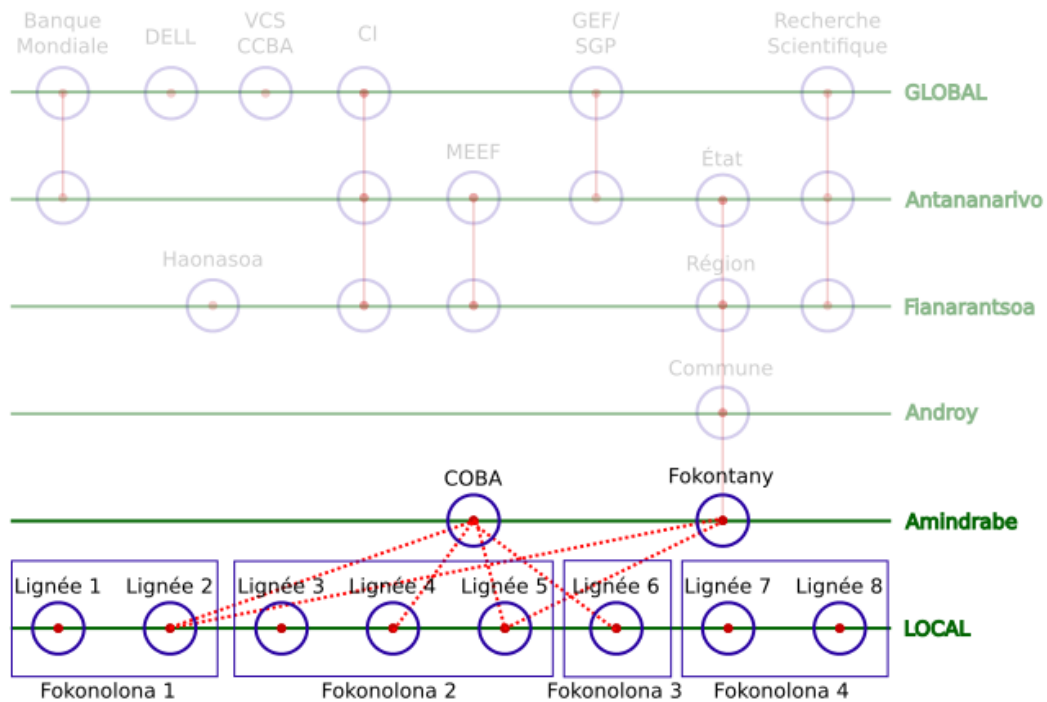 Banque
Mondiale
DELL
VCS
CCBA
CI
GEF/
SGP
Recherche
Scientifique
GLOBAL
MEEF
État
Antananarivo
Haonasoa
Région
Fianarantsoa
Commune
Androy
COBA
Fokontany
Amindrabe
Lignée 1
Lignée 2
Lignée 3
Lignée 4
Lignée 5
Lignée 6
Lignée 7
Lignée 8
LOCAL
Fokonolona 1
Fokonolona 2
Fokonolona 3
Fokonolona 4